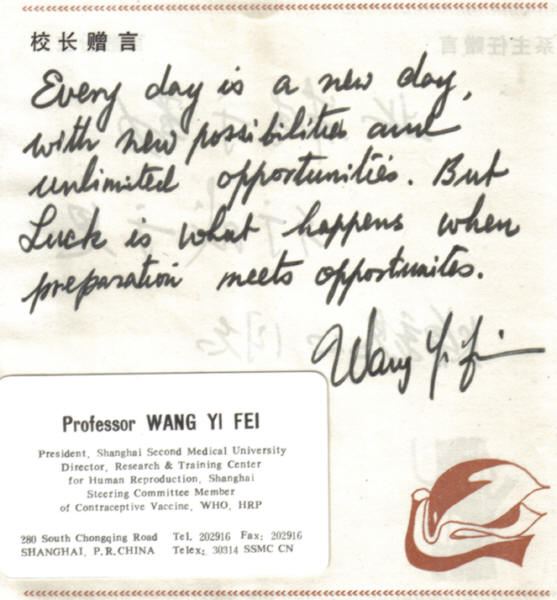 校长赠言
Every day is a new day,
with new possibilities and
unlimited opportunities. But
Luck is what happens when
preparation meets opportunites.
Wang Yi Fei
Professor WANG YI FEI
President, Shanghai Second Medical University
Director, Research & Training Center
for Human Reproduction, Shanghai
Steering Committee Member
of Contraceptive Vaccine, WHO, HRP
280 South Chongqing Road Tel. 202916 Fax: 202916
SHANGHAI, P.R.CHINA Telex: 30314 SSMC CN